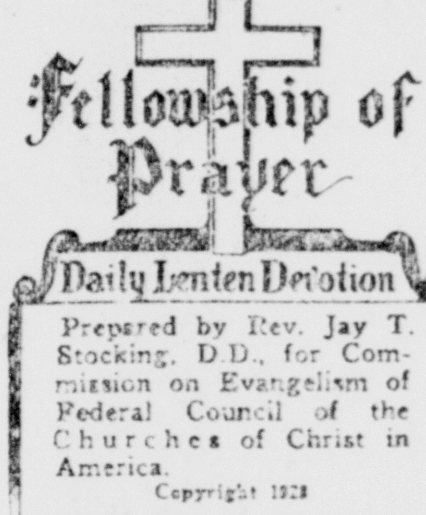 Fellowship of
Prayer
Daily Lenten Devotion
Prepared by Rev. Jay T.
Stocking, D.D., for Com-
mission on Evangelism of
Federal Council of the
Churches of Christ in
America.
Copyright 1928